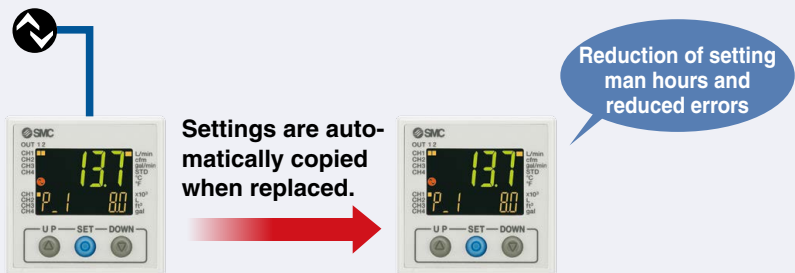 Reduction of setting
man hours and
reduced errors
Settings are auto-
matically copied
when replaced.
SMC
OUT 1 2
CH1
CH2
CH3
CH4
13.7
L/min
cfm
gal/min
STD
°C
°F
CH1
CH2
CH3
CH4
P_1 8.0
x10³
L
ft³
gal
UP SET DOWN
SMC
OUT 1 2
CH1
CH2
CH3
CH4
13.7
L/min
cfm
gal/min
STD
°C
°F
CH1
CH2
CH3
CH4
P_1 8.0
x10³
L
ft³
gal
UP SET DOWN